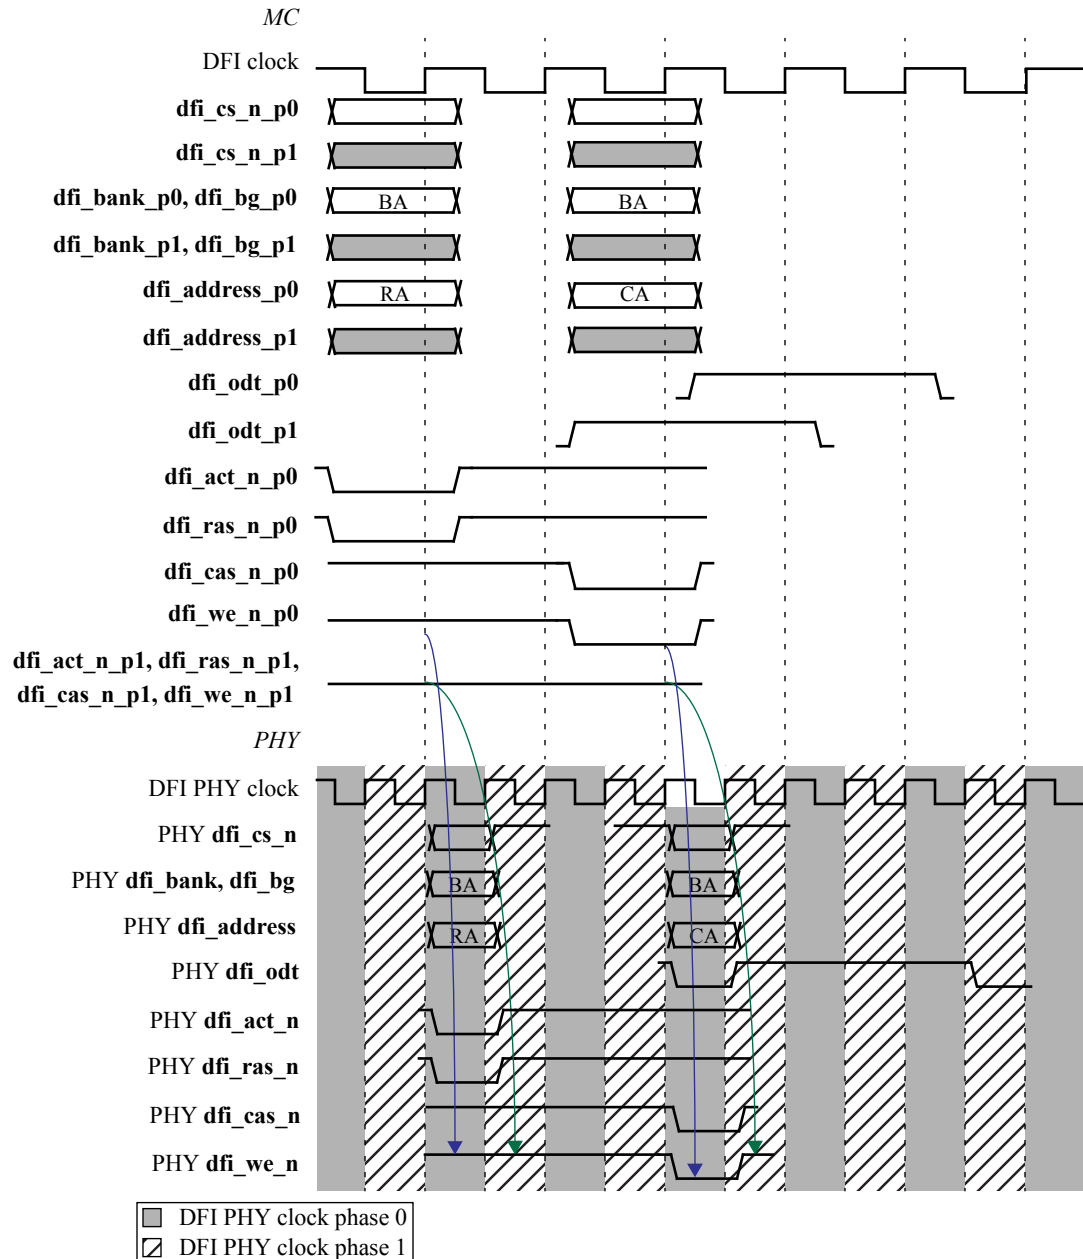 MC
DFI clock
dfi_cs_n_p0
dfi_cs_n_p1
dfi_bank_p0, dfi_bg_p0 BA BA
dfi_bank_p1, dfi_bg_p1
dfi_address_p0 RA CA
dfi_address_p1
dfi_odt_p0
dfi_odt_p1
dfi_act_n_p0
dfi_ras_n_p0
dfi_cas_n_p0
dfi_we_n_p0
dfi_act_n_p1, dfi_ras_n_p1,
dfi_cas_n_p1, dfi_we_n_p1
PHY
DFI PHY clock
PHY dfi_cs_n
PHY dfi_bank, dfi_bg BA BA
PHY dfi_address RA CA
PHY dfi_odt
PHY dfi_act_n
PHY dfi_ras_n
PHY dfi_cas_n
PHY dfi_we_n
DFI PHY clock phase 0
DFI PHY clock phase 1